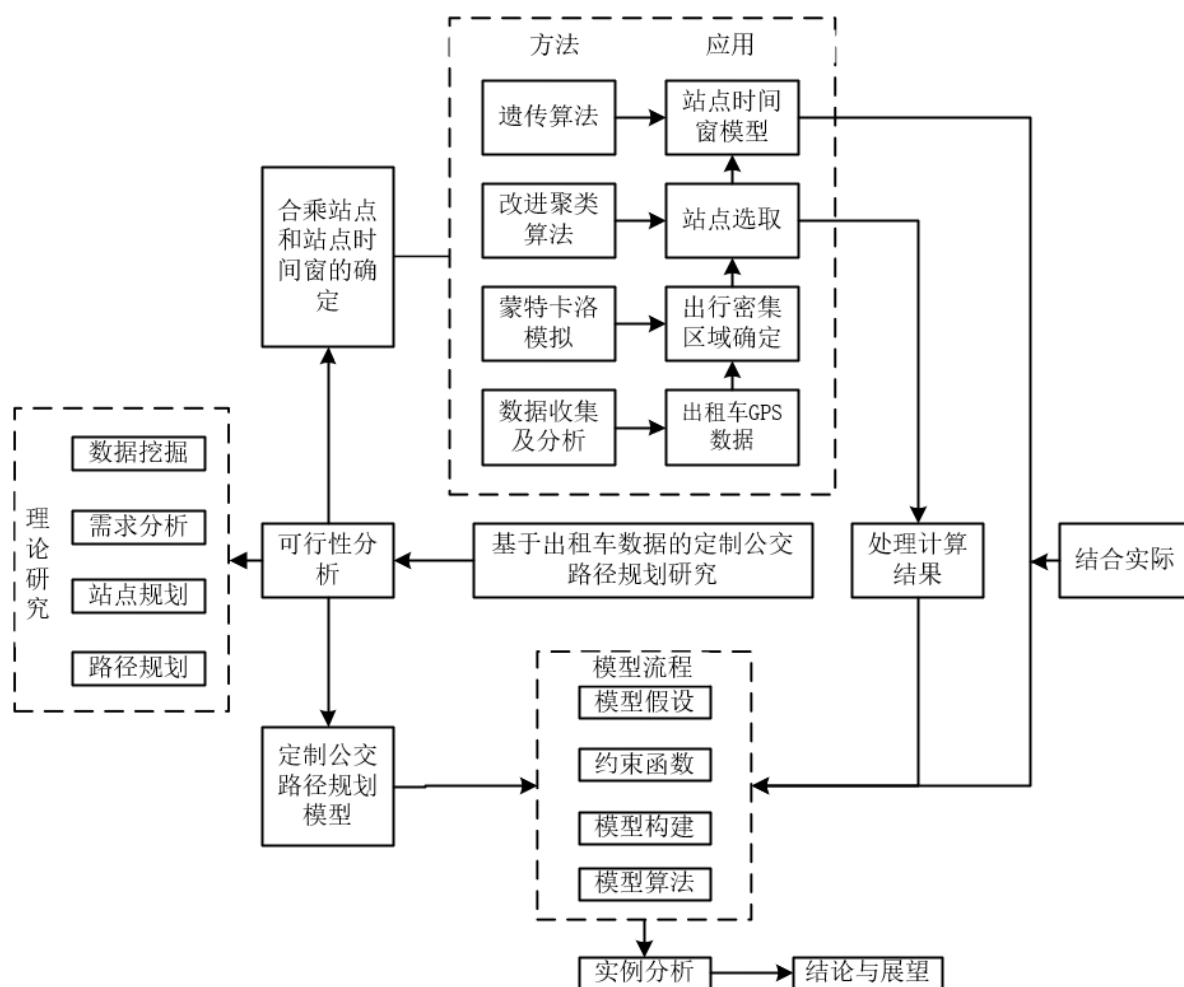 方法
应用
遗传算法
站点时间
窗模型
合乘站点
和站点时
间窗的确
定
改进聚类
算法
站点选取
蒙特卡洛
模拟
出行密集
区域确定
数据收集
及分析
出租车GPS
数据
理论研究
数据挖掘
需求分析
站点规划
路径规划
可行性分
析
基于出租车数据的定制公交
路径规划研究
处理计算
结果
结合实际
定制公交
路径规划
模型
模型流程
模型假设
约束函数
模型构建
模型算法
实例分析
结论与展望